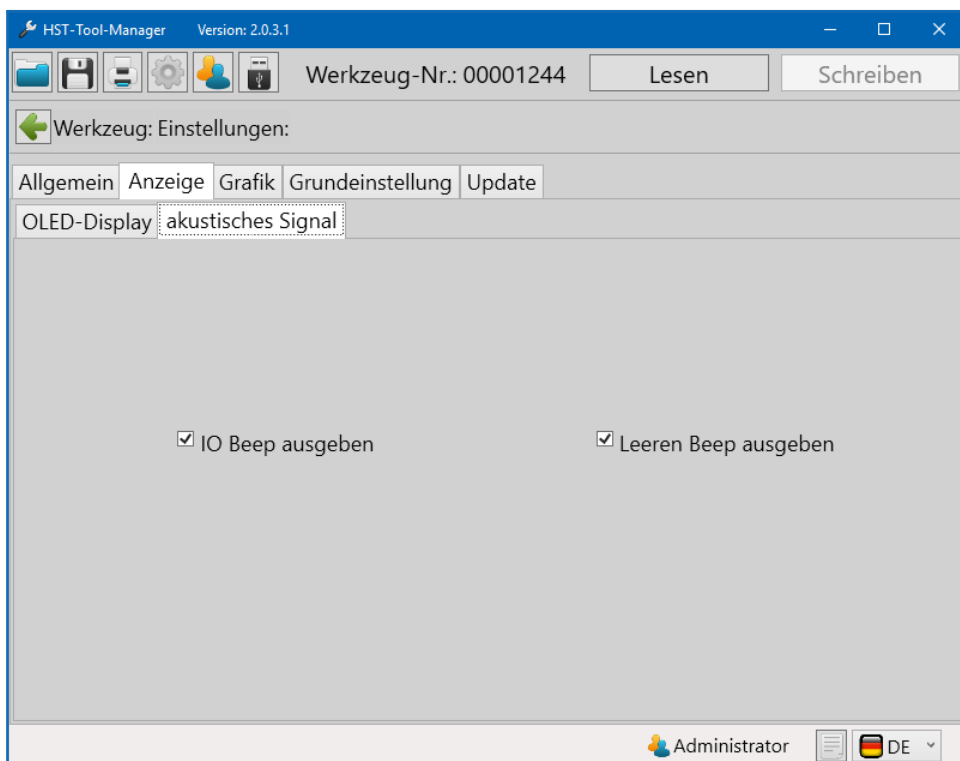 HST-Tool-Manager Version: 2.0.3.1
Werkzeug-Nr.: 00001244 Lesen Schreiben
Werkzeug: Einstellungen:
Allgemein Anzeige Grafik Grundeinstellung Update
OLED-Display akustisches Signal
IO Beep ausgeben Leeren Beep ausgeben
Administrator DE